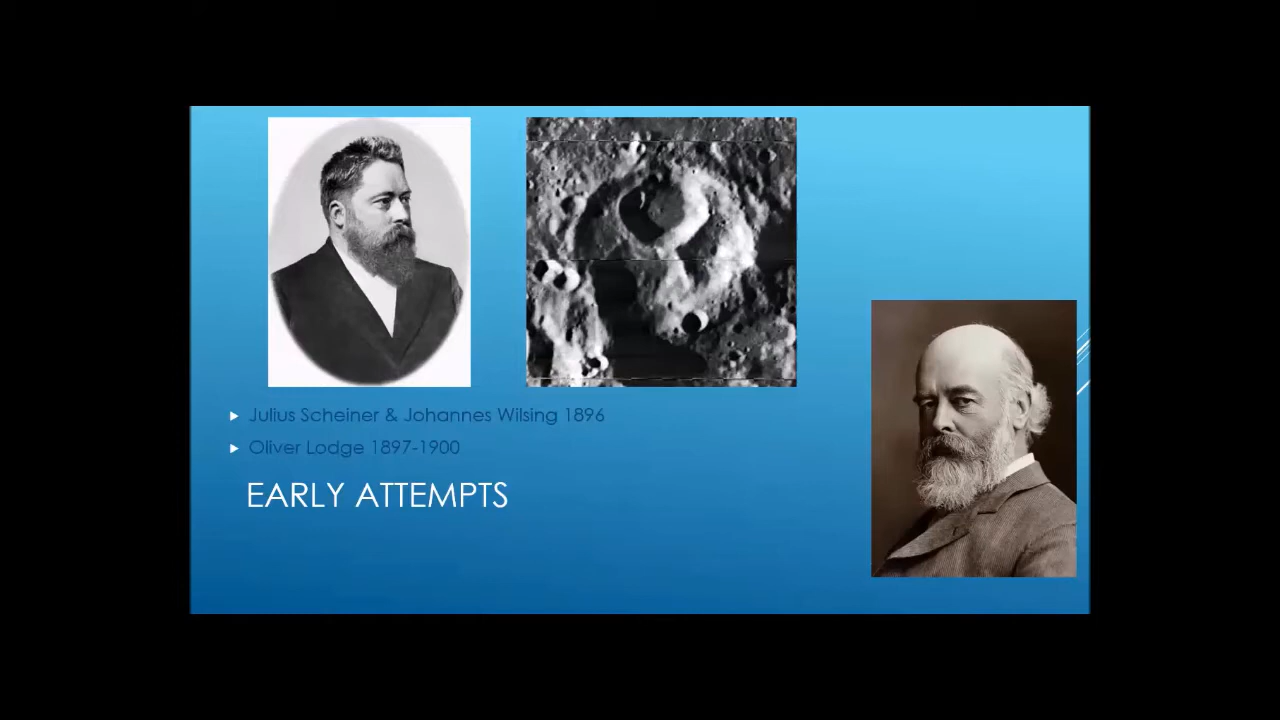 Julius Scheiner & Johannes Wilsing 1896
Oliver Lodge 1897-1900
EARLY ATTEMPTS